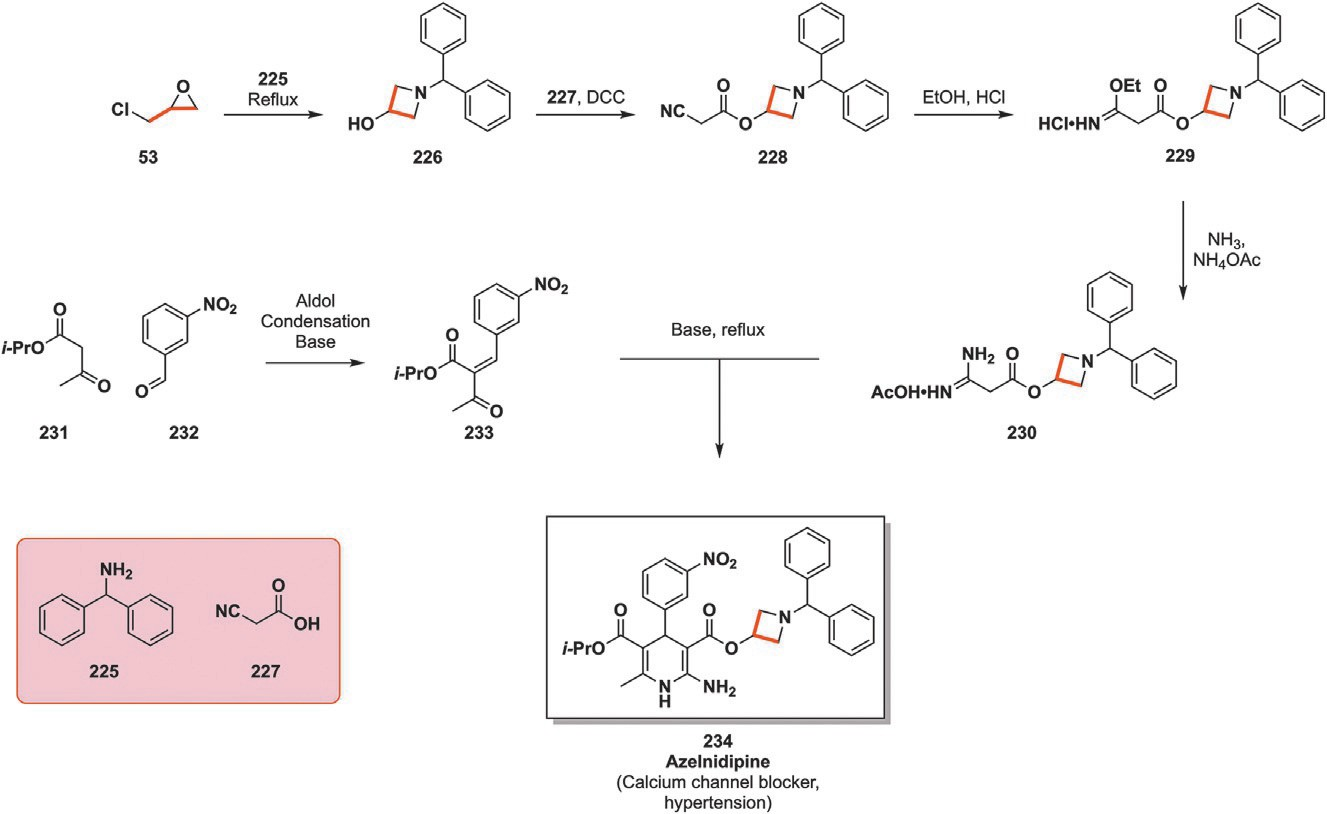 225
Reflux
Cl
O
53
HO
N
226
227, DCC
NC
O
O
N
228
EtOH, HCl
OEt
O
HCl•HN
O
N
229
NH₃,
NH₄OAc
O
i-PrO
O
231
NO₂
O
232
Aldol
Condensation
Base
NO₂
O
i-PrO
O
233
Base, reflux
NH₂
O
AcOH•HN
O
N
230
NH₂
225
NC
O
OH
227
NO₂
O
O
N
i-PrO
O
N
H
NH₂
234
Azelnidipine
(Calcium channel blocker,
hypertension)